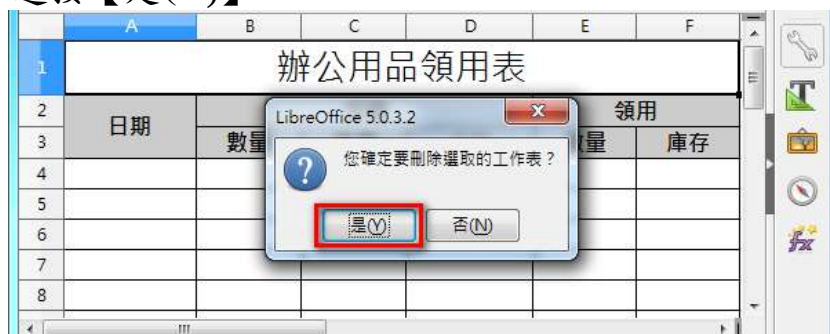 A B C D E F
1 辦公用品領用表
2 日期 領用
3 數量 數量 庫存
4
5
6
7
8
LibreOffice 5.0.3.2
您確定要刪除選取的工作表？
是(Y) 否(N)